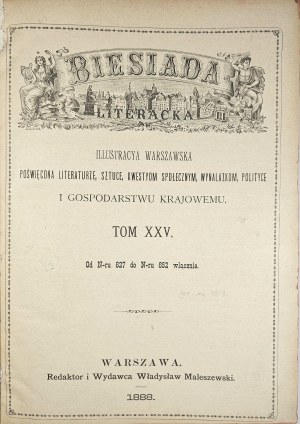 BIESIADA
LITERACKA
ILLUSTRACYA WARSZAWSKA
POŚWIĘCONA LITERATURZE, SZTUCE, KWESTYOM SPOŁECZNYM, WYNALAZKOM, POLITYCE
I GOSPODARSTWU KRAJOWEMU.
TOM XXV.
Od N-ru 627 do N-ru 652 włącznie.
WARSZAWA.
Redaktor i Wydawca Władysław Maleszewski.
1888.